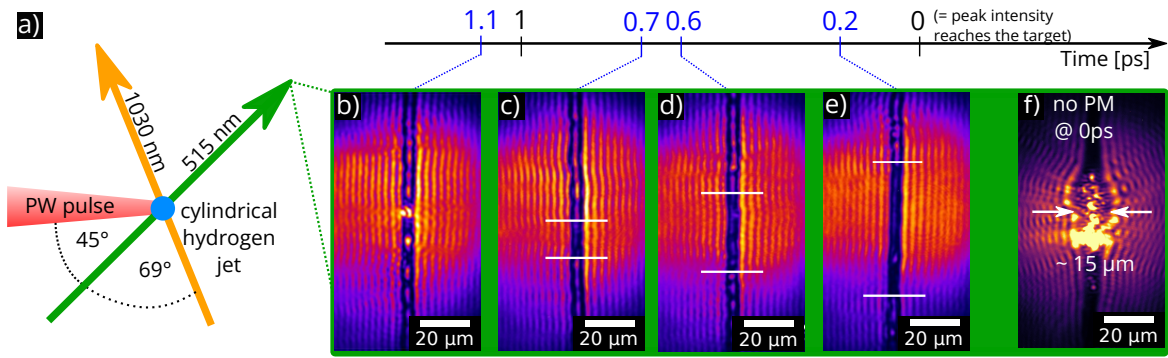 a)
1.1 1 0.7 0.6 0.2 0 (= peak intensity
reaches the target)
Time [ps]
1030 nm
515 nm
PW pulse
cylindrical
hydrogen
jet
45°
69°
b)
20 µm
c)
20 µm
d)
20 µm
e)
20 µm
f) no PM
@ 0ps
~ 15 µm
20 µm